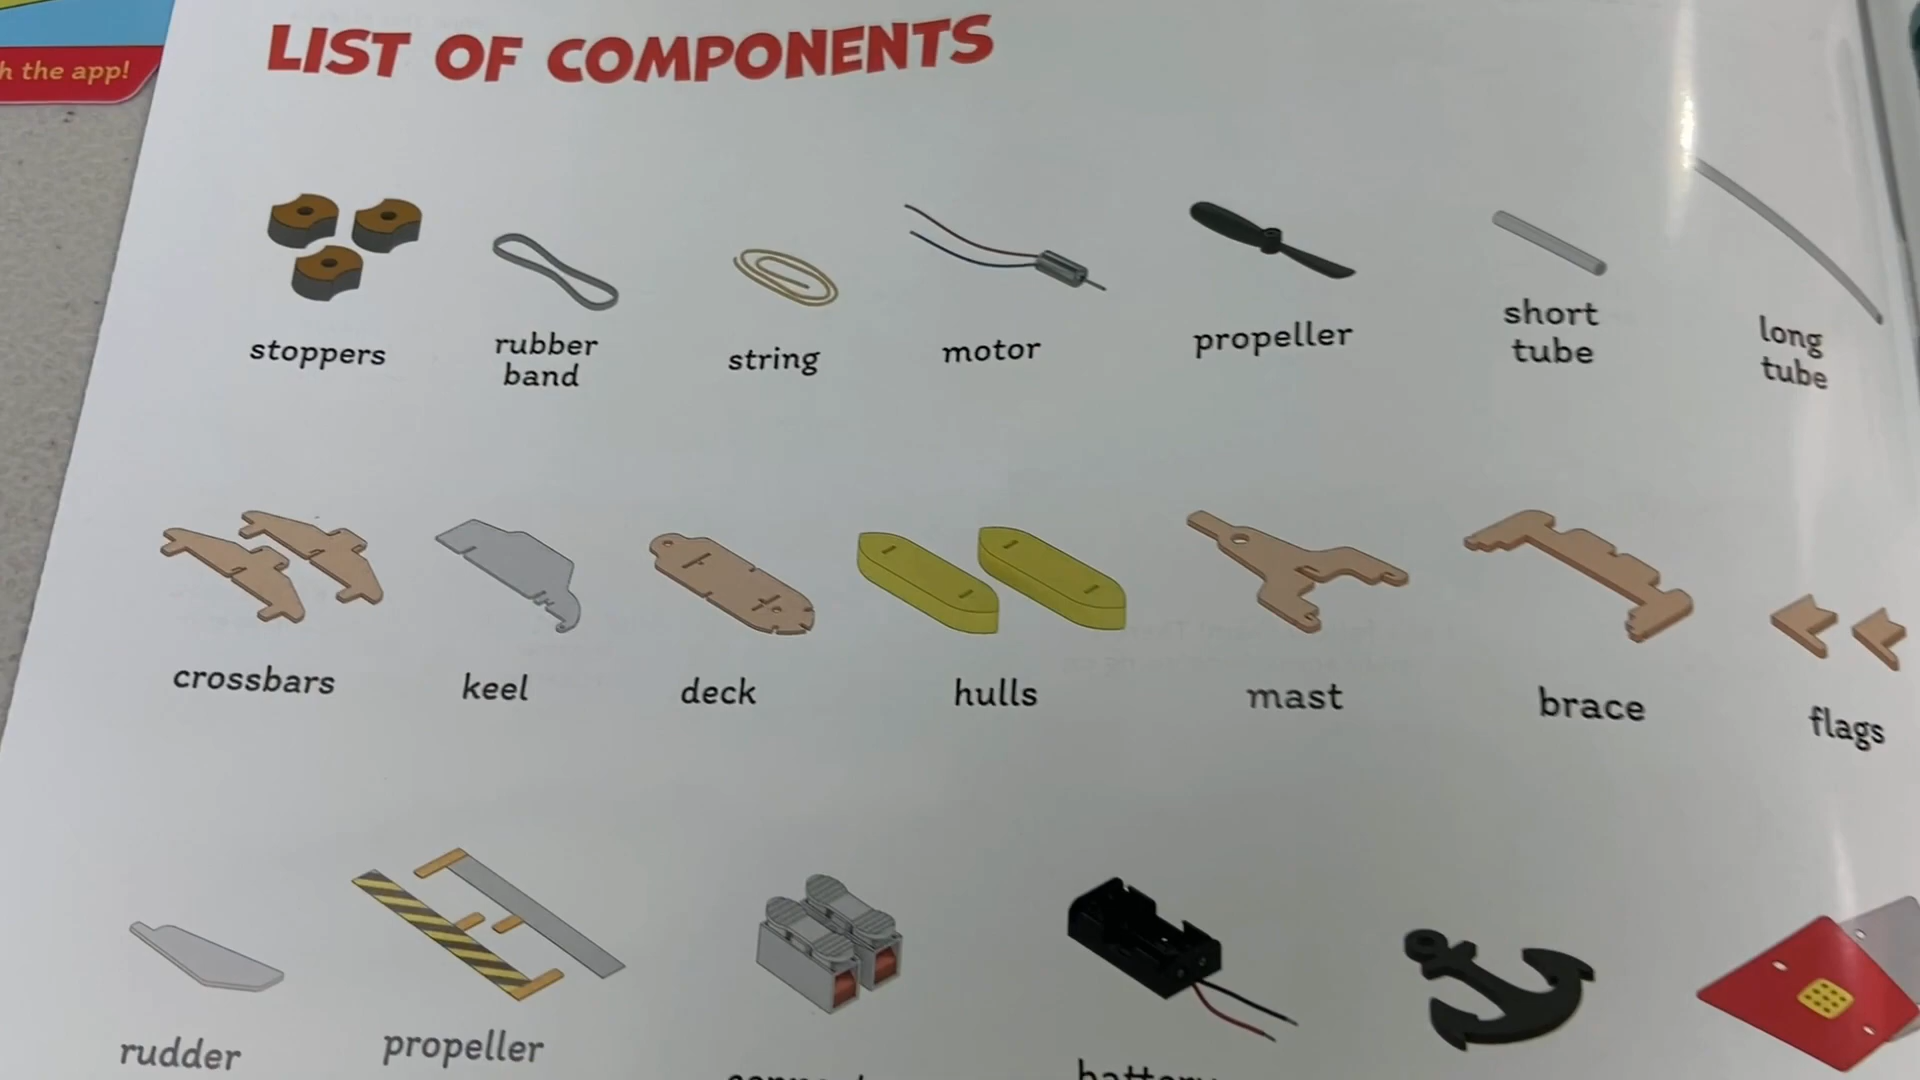 h the app!
LIST OF COMPONENTS
stoppers
rubber
band
string
motor
propeller
short
tube
long
tube
crossbars
keel
deck
hulls
mast
brace
flags
rudder
propeller
battery